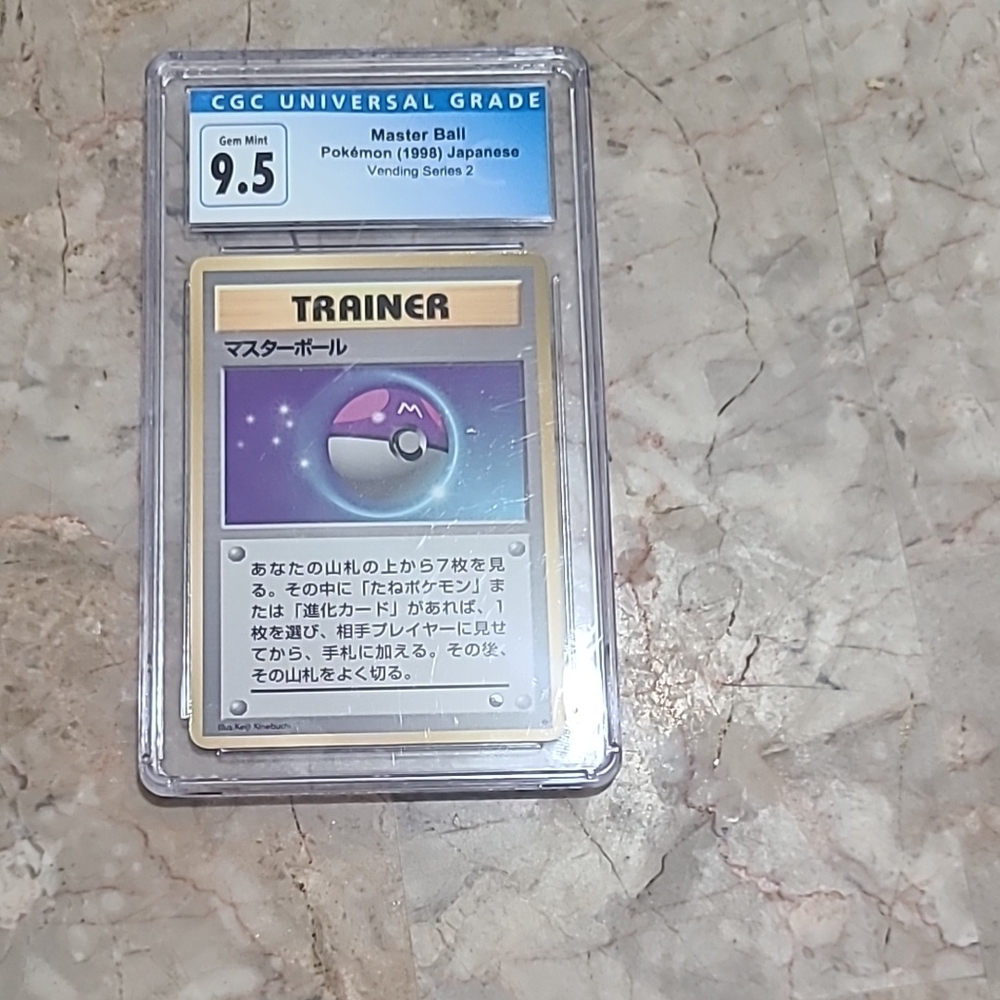 CGC UNIVERSAL GRADE
Gem Mint
9.5
Master Ball
Pokémon (1998) Japanese
Vending Series 2
TRAINER
マスターボール
M
あなたの山札の上から7枚を見
る。その中に「たねポケモン」ま
たは「進化カード」があれば、1
枚を選び、相手プレイヤーに見せ
てから、手札に加える。その後、
その山札をよく切る。
Illus. Keiji Kinebuchi